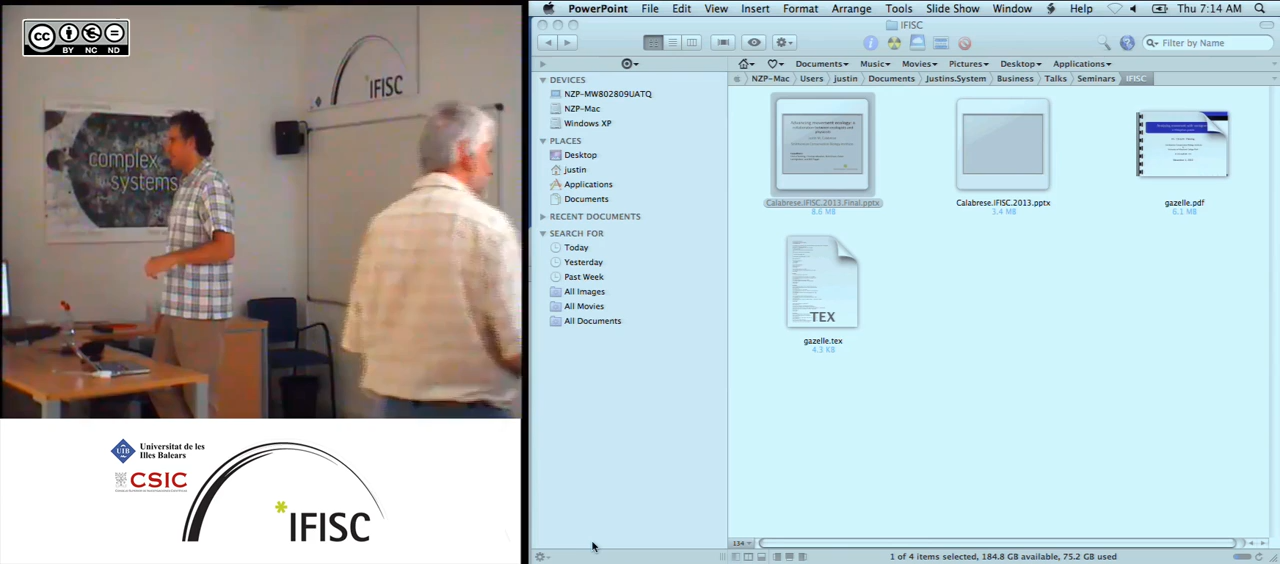 cc
BY NC ND
IFISC
complex
systems
Universitat de les
Illes Balears
UIB
CSIC
IFISC
PowerPoint File Edit View Insert Format Arrange Tools Slide Show Window Help Thu 7:14 AM
IFISC
Filter by Name
Documents Music Movies Pictures Desktop Applications
NZP-Mac Users justin Documents Justins.System Business Talks Seminars IFISC
DEVICES
NZP-MW802809UATQ
NZP-Mac
Windows XP
PLACES
Desktop
justin
Applications
Documents
RECENT DOCUMENTS
SEARCH FOR
Today
Yesterday
Past Week
All Images
All Movies
All Documents
Calabrese.IFISC.2013.Final.pptx
8.6 MB
Calabrese.IFISC.2013.pptx
3.4 MB
gazelle.pdf
6.1 MB
TEX
gazelle.tex
4.3 KB
134
1 of 4 items selected, 184.8 GB available, 75.2 GB used